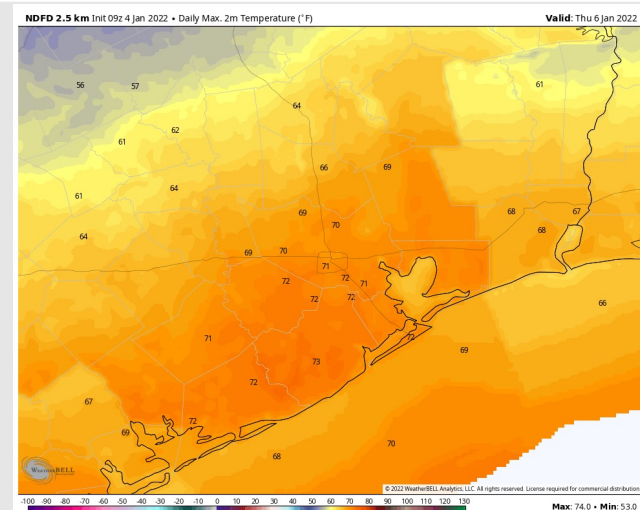 NDFD 2.5 km Init 09z 4 Jan 2022 • Daily Max. 2m Temperature (°F) Valid: Thu 6 Jan 2022
56 57 61
64
62
61
66 69
64
61
69 68 67
70
64 68
69 70
71
72 72 71
72 72
66
71 72
69
73
72
67
72
69
70
68
WEATHERBELL
© 2022 WeatherBELL Analytics, LLC. All rights reserved. License required for commercial distribution.
-100 -90 -80 -70 -60 -50 -40 -30 -20 -10 0 10 20 30 40 50 60 70 80 90 100 110 120 130
Max: 74.0 • Min: 53.0